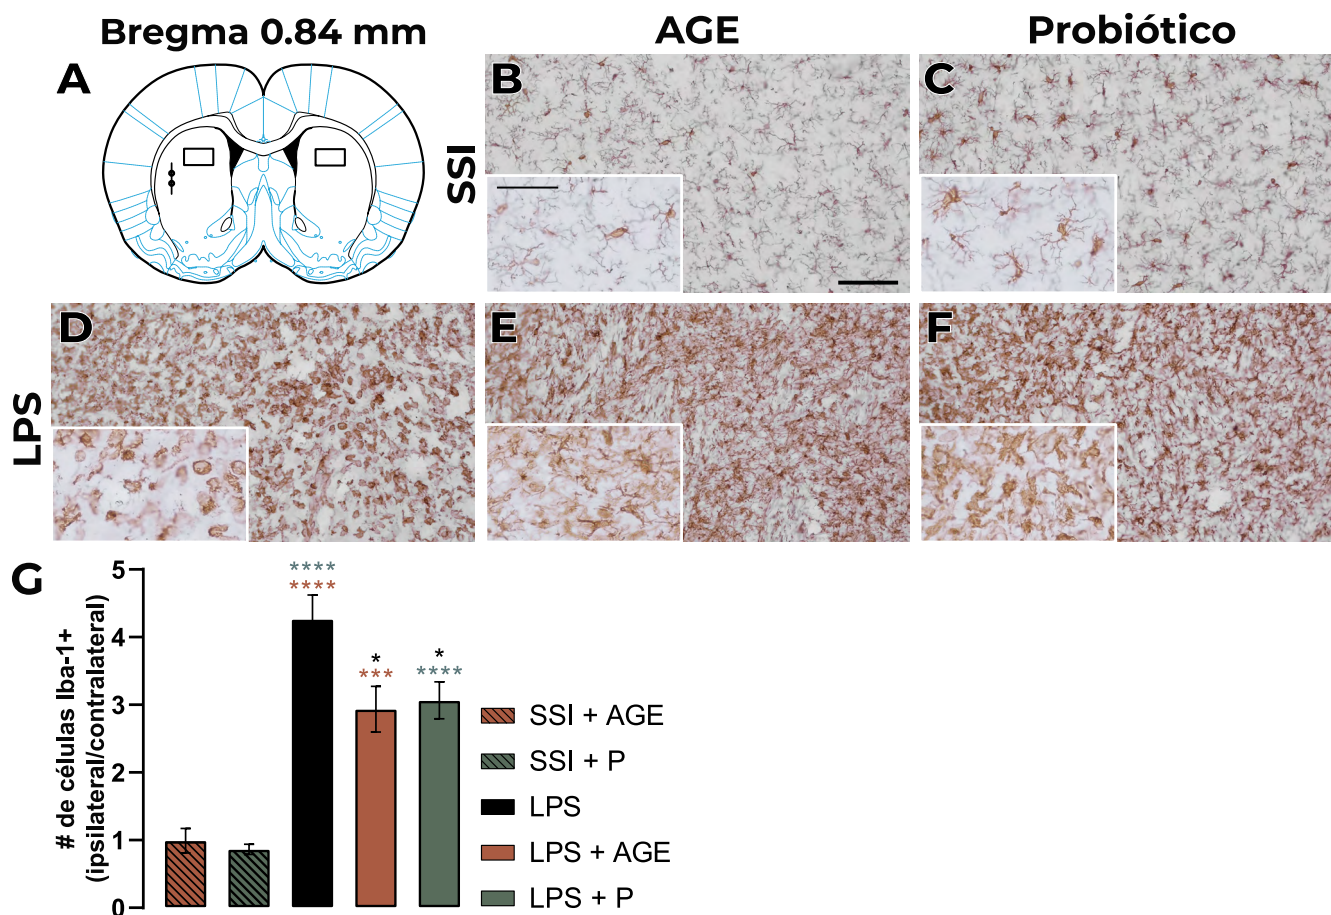 Bregma 0.84 mm
AGE
Probiótico
A
B
C
SSI
D
E
F
LPS
G
# de células Iba-1+
(ipsilateral/contralateral)
5
4
3
2
1
0
****
****
*
***
*
****
SSI + AGE
SSI + P
LPS
LPS + AGE
LPS + P